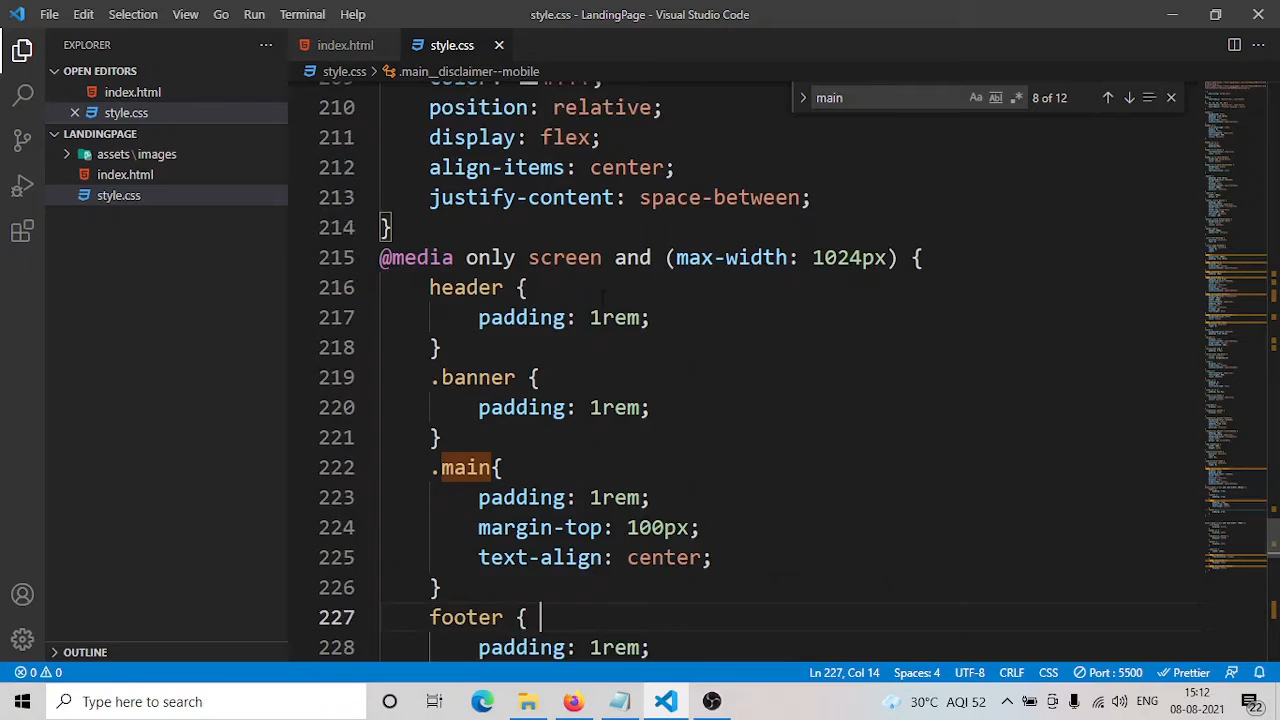 File Edit Selection View Go Run Terminal Help
style.css - LandingPage - Visual Studio Code
EXPLORER
index.html
style.css
OPEN EDITORS
style.css > .main__disclaimer--mobile
index.html
style.css
LANDINGPAGE
assets\images
index.html
style.css
main
8 of 12
210 position: relative;
211 display: flex;
212 align-items: center;
213 justify-content: space-between;
214 }
215 @media only screen and (max-width: 1024px) {
216 header {
217 padding: 1rem;
218 }
219 .banner {
220 padding: 1rem;
221 }
222 .main{
223 padding: 1rem;
224 margin-top: 100px;
225 text-align: center;
226 }
227 footer {
228 padding: 1rem;
OUTLINE
0 0
Ln 227, Col 14 Spaces: 4 UTF-8 CRLF CSS Port : 5500 Prettier
Type here to search
30°C AQI 52
15:12
08-08-2021
22